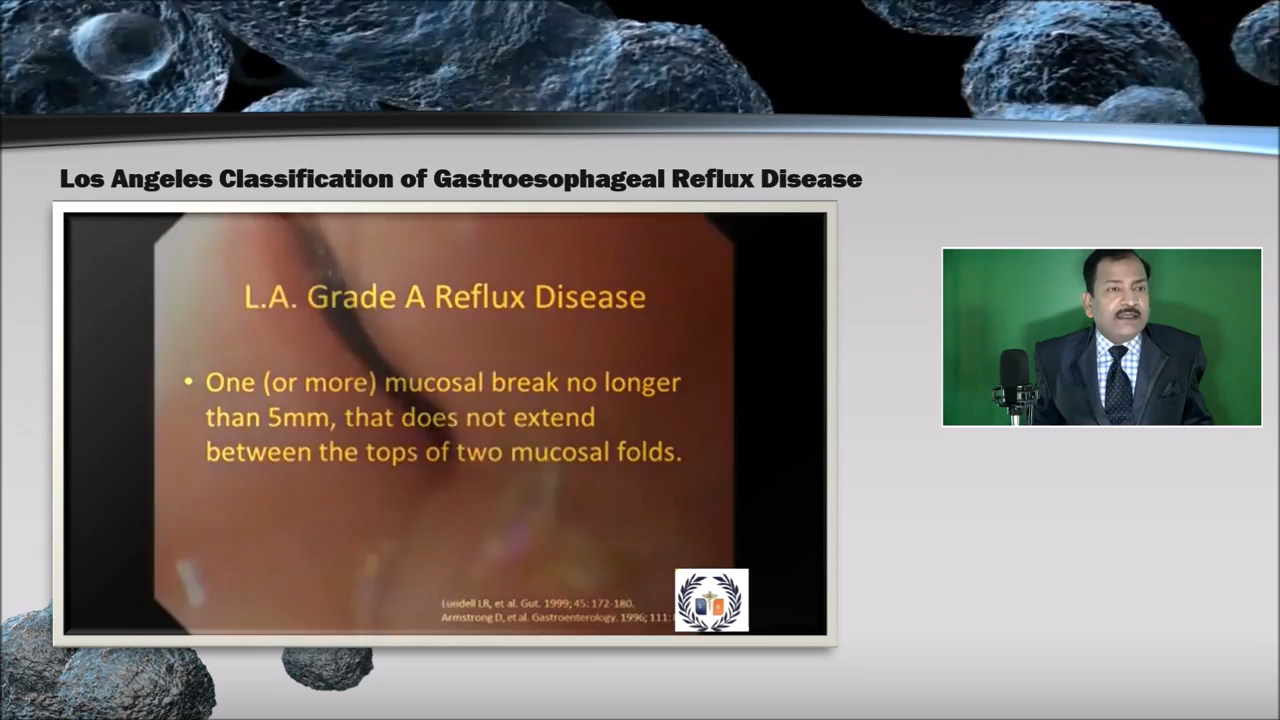 Los Angeles Classification of Gastroesophageal Reflux Disease
L.A. Grade A Reflux Disease
• One (or more) mucosal break no longer
than 5mm, that does not extend
between the tops of two mucosal folds.
Lundell LR, et al. Gut. 1999; 45: 172-180.
Armstrong D, et al. Gastroenterology. 1996; 111: